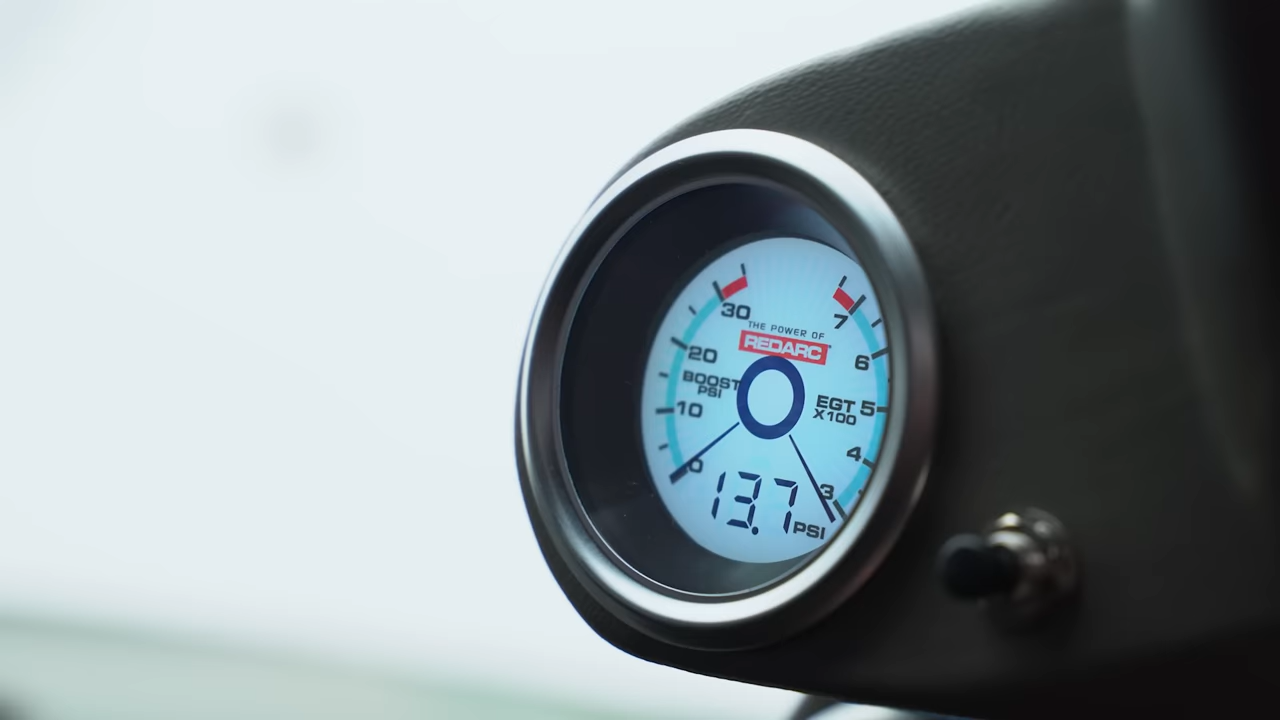 30
7
THE POWER OF
REDARC
20
6
BOOST
PSI
EGT
X100
5
10
4
0
3
13.7 PSI